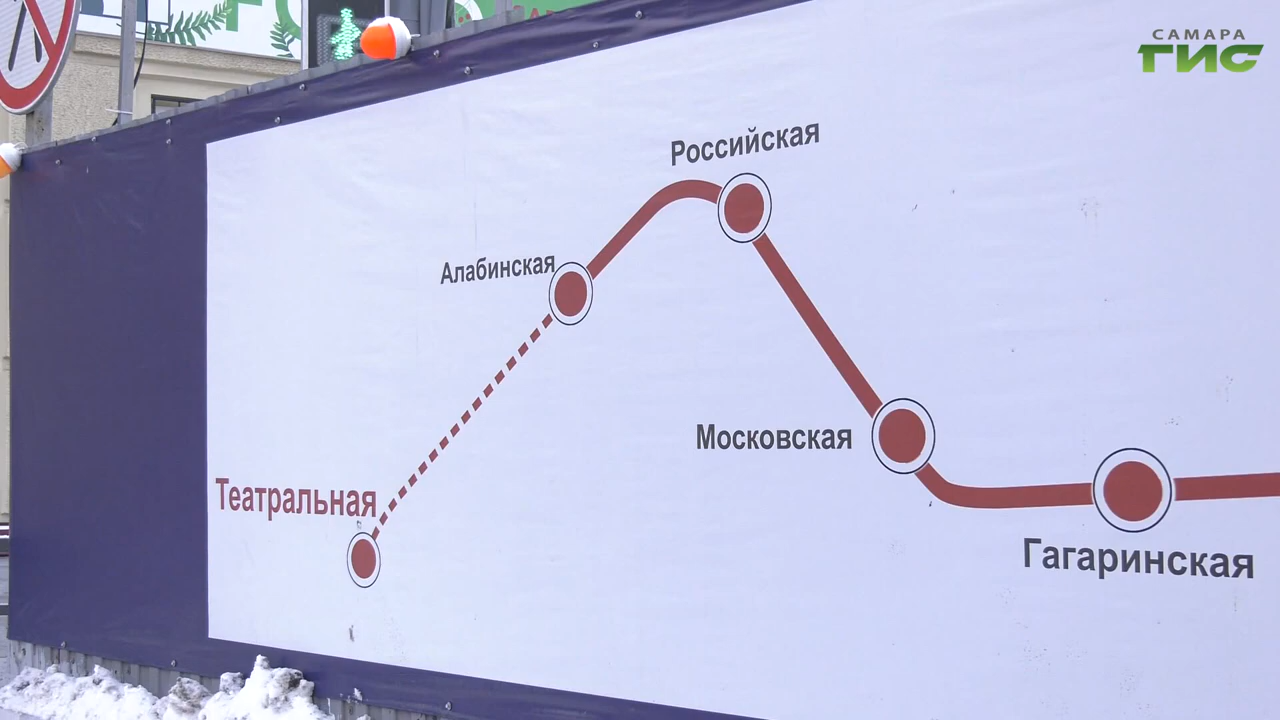 САМАРА
ГИС
Российская
Алабинская
Московская
Театральная
Гагаринская